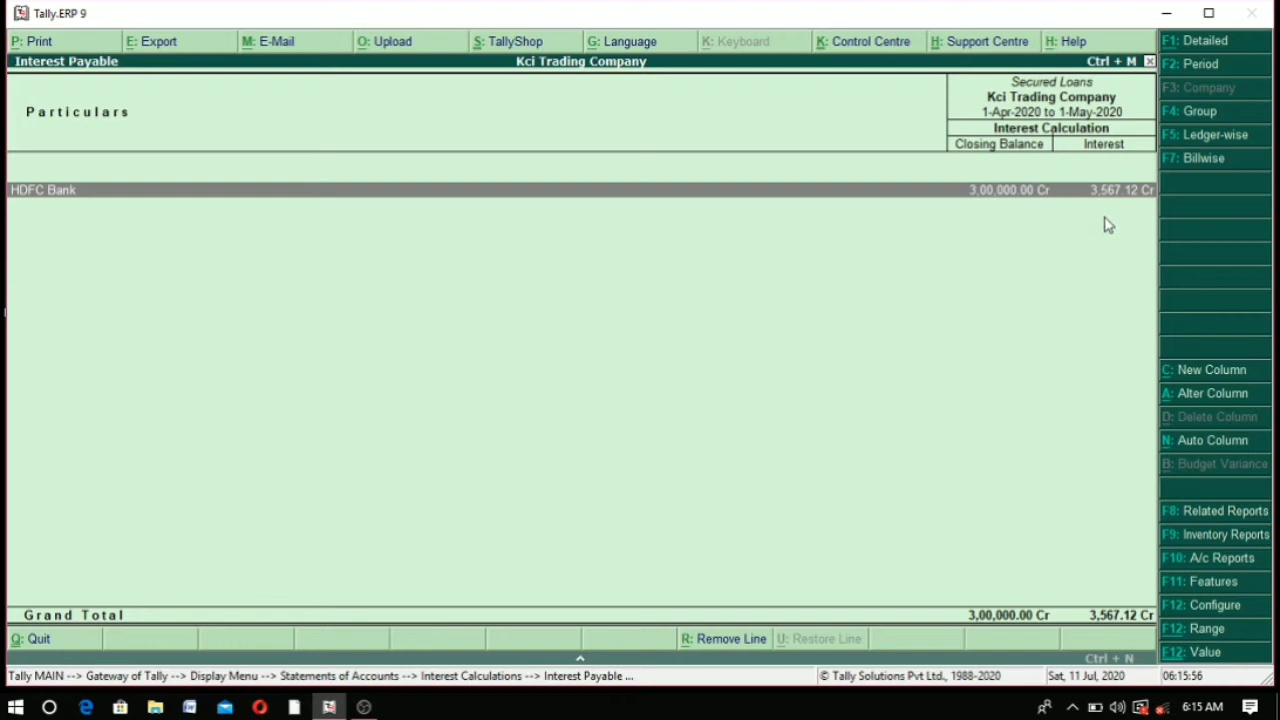 Tally.ERP 9
P: Print E: Export M: E-Mail O: Upload S: TallyShop G: Language K: Keyboard K: Control Centre H: Support Centre H: Help
Interest Payable Kci Trading Company Ctrl + M
Particulars
Secured Loans
Kci Trading Company
1-Apr-2020 to 1-May-2020
Interest Calculation
Closing Balance Interest
HDFC Bank 3,00,000.00 Cr 3,567.12 Cr
Grand Total 3,00,000.00 Cr 3,567.12 Cr
Q: Quit R: Remove Line U: Restore Line
Ctrl + N
F1: Detailed
F2: Period
F3: Company
F4: Group
F5: Ledger-wise
F7: Billwise
C: New Column
A: Alter Column
D: Delete Column
N: Auto Column
B: Budget Variance
F8: Related Reports
F9: Inventory Reports
F10: A/c Reports
F11: Features
F12: Configure
F12: Range
F12: Value
Tally MAIN --> Gateway of Tally --> Display Menu --> Statements of Accounts --> Interest Calculations --> Interest Payable ... © Tally Solutions Pvt Ltd., 1988-2020 Sat, 11 Jul, 2020 06:15:56
6:15 AM